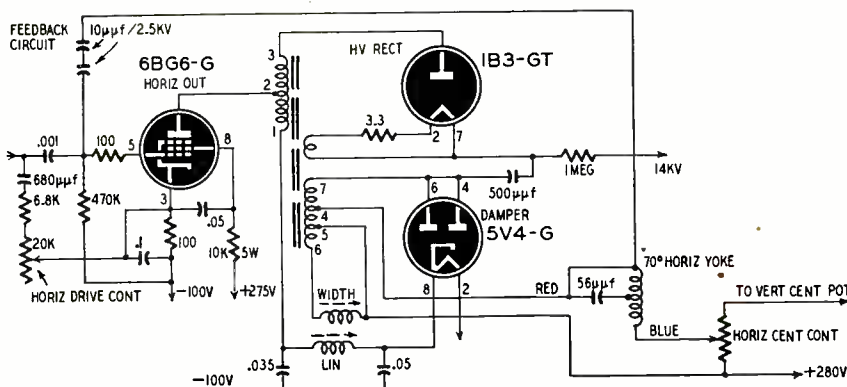 FEEDBACK
CIRCUIT
10μμf/2.5KV
6BG6-G
HORIZ OUT
3
2
1
HV RECT
1B3-GT
3.3
2
7
.001
100
5
8
680μμf
6.8K
470K
3
.05
20K
.1
100
10K
5W
HORIZ DRIVE CONT
-100V
+275V
7
4
5
6
6
4
500μμf
1MEG
14KV
DAMPER
5V4-G
8
2
WIDTH
RED
56μμf
70° HORIZ YOKE
TO VERT CENT POT
BLUE
HORIZ CENT CONT
LIN
.035
.05
-100V
+280V